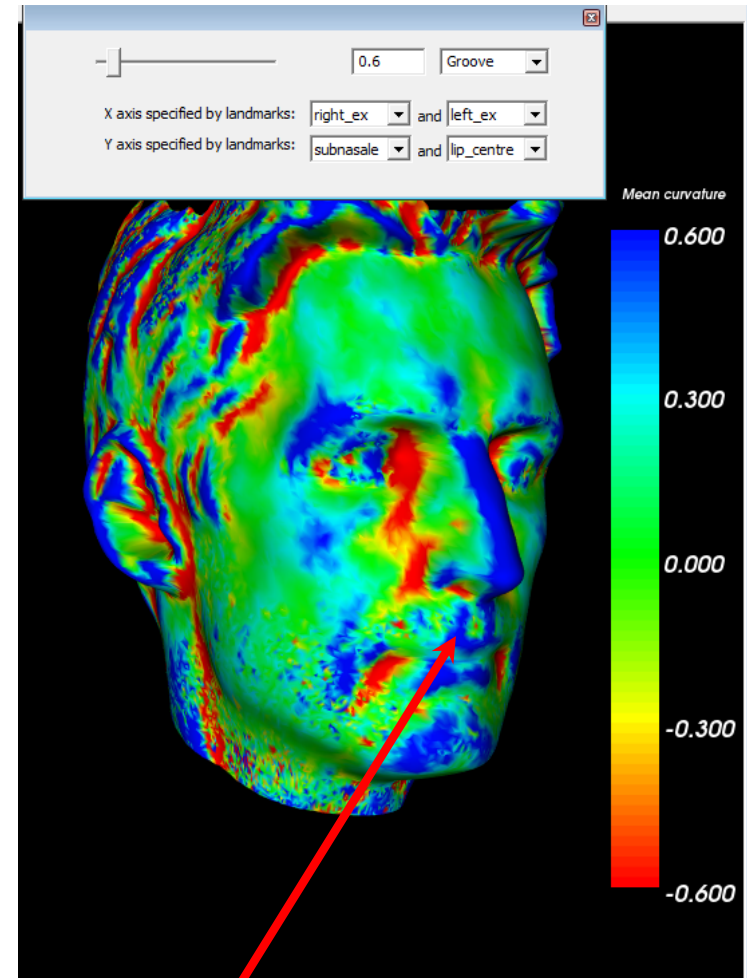 0.6 Groove
X axis specified by landmarks: right_ex and left_ex
Y axis specified by landmarks: subnasale and lip_centre
Mean curvature
0.600
0.300
0.000
-0.300
-0.600